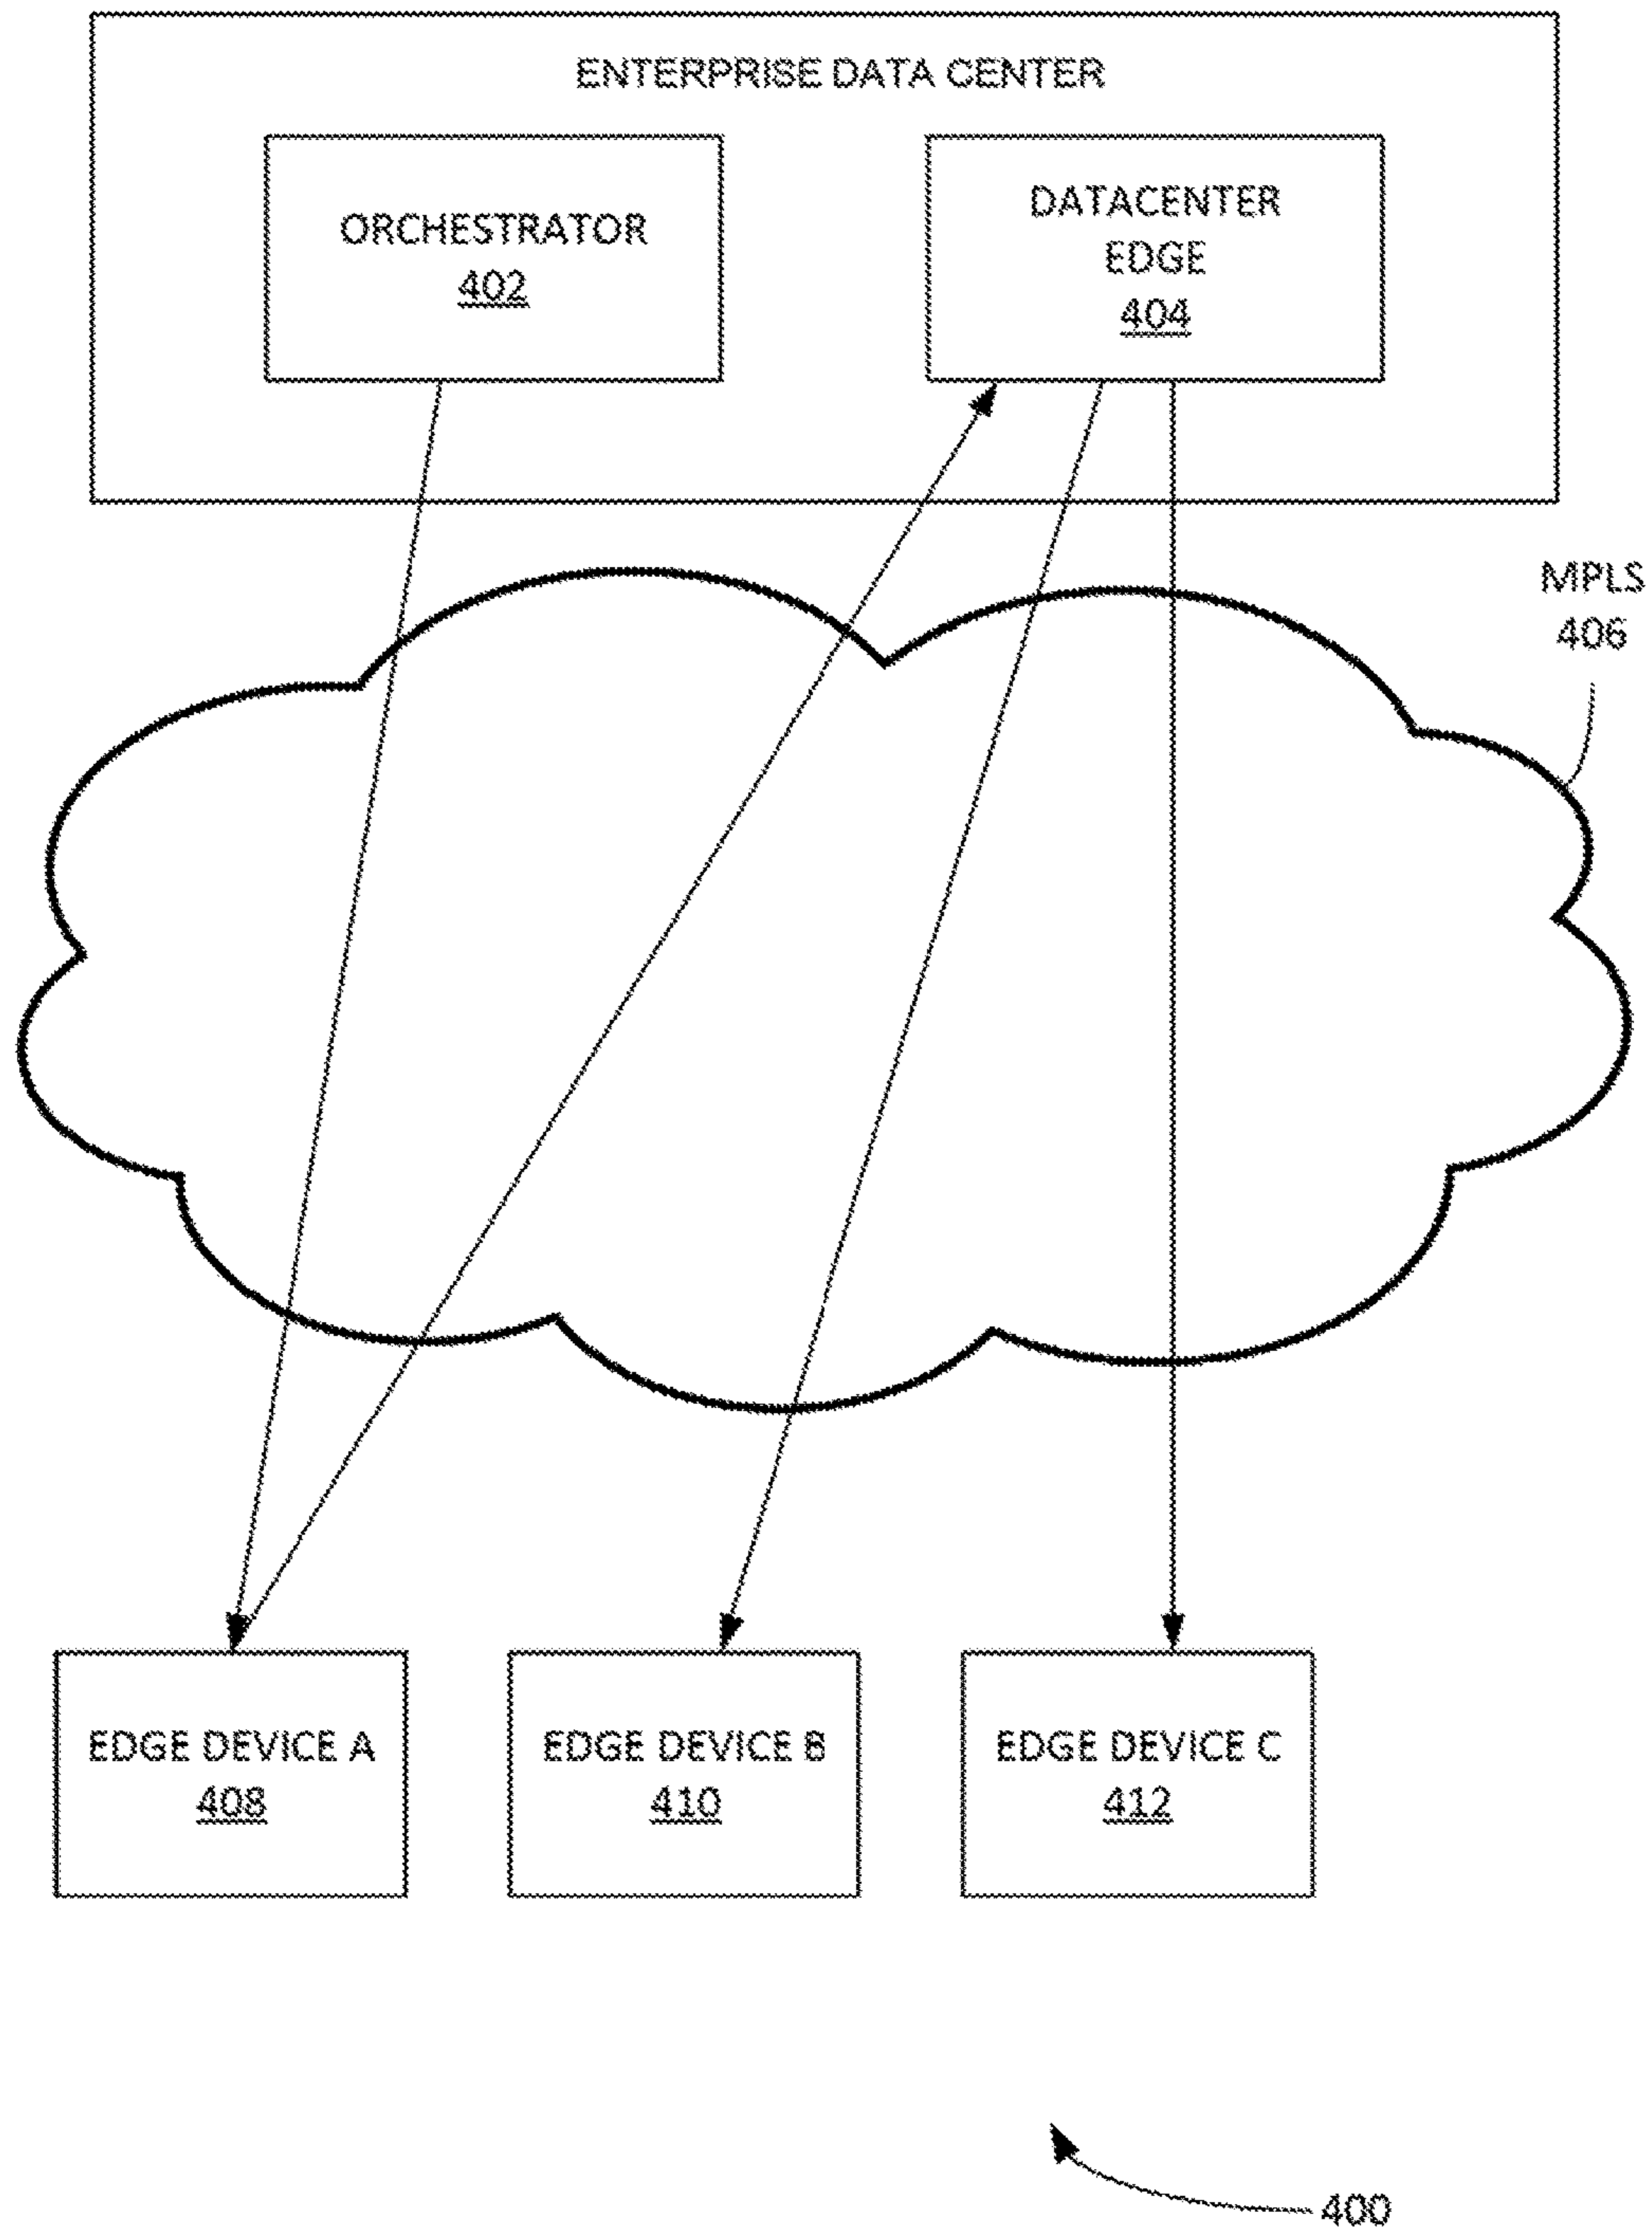 ENTERPRISE DATA CENTER
ORCHESTRATOR
402
DATACENTER
EDGE
404
MPLS
406
EDGE DEVICE A
408
EDGE DEVICE B
410
EDGE DEVICE C
412
400